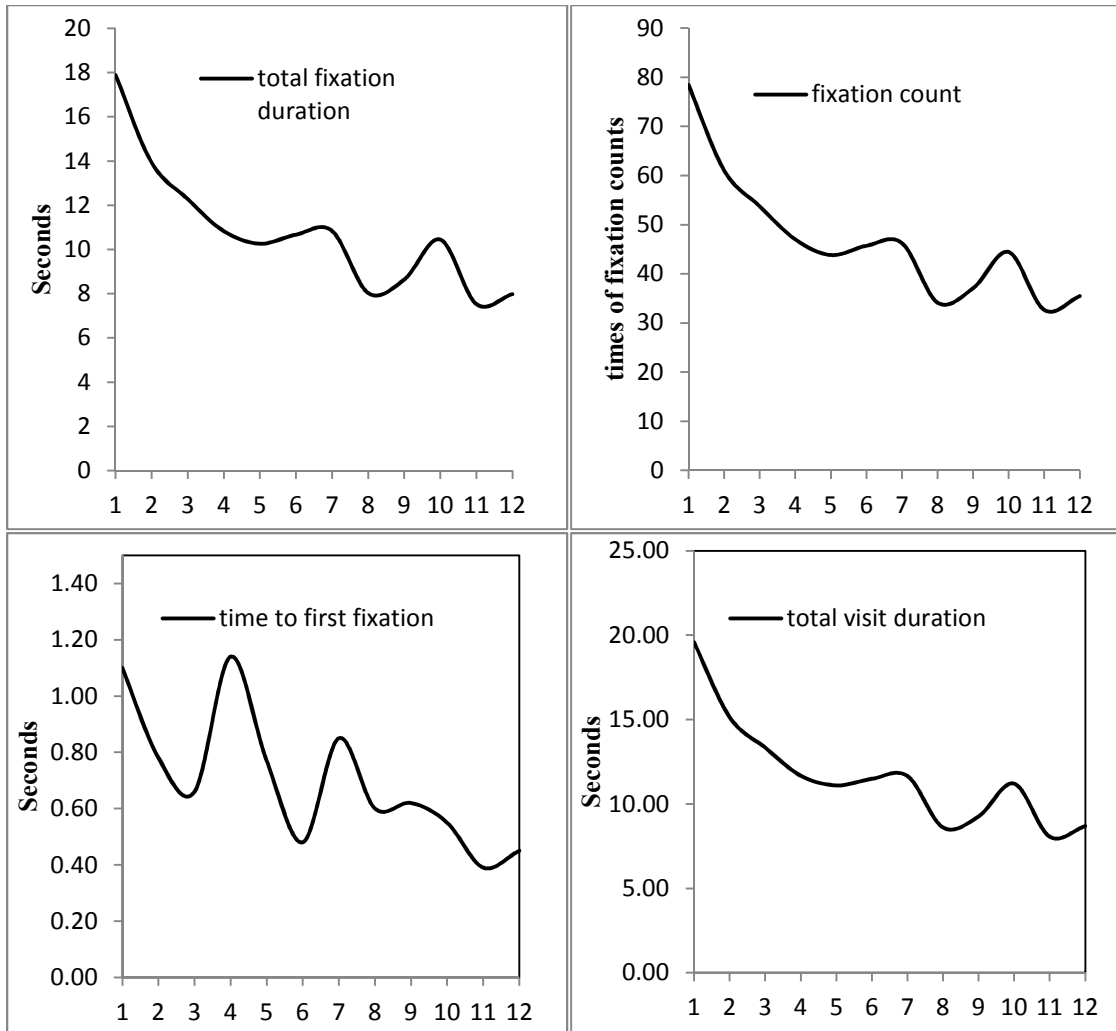 20
18
16
14
12
10
8
6
4
2
0
Seconds
total fixation
duration
1 2 3 4 5 6 7 8 9 10 11 12
90
80
70
60
50
40
30
20
10
0
times of fixation counts
fixation count
1 2 3 4 5 6 7 8 9 10 11 12
1.40
1.20
1.00
0.80
0.60
0.40
0.20
0.00
Seconds
time to first fixation
1 2 3 4 5 6 7 8 9 10 11 12
25.00
20.00
15.00
10.00
5.00
0.00
Seconds
total visit duration
1 2 3 4 5 6 7 8 9 10 11 12